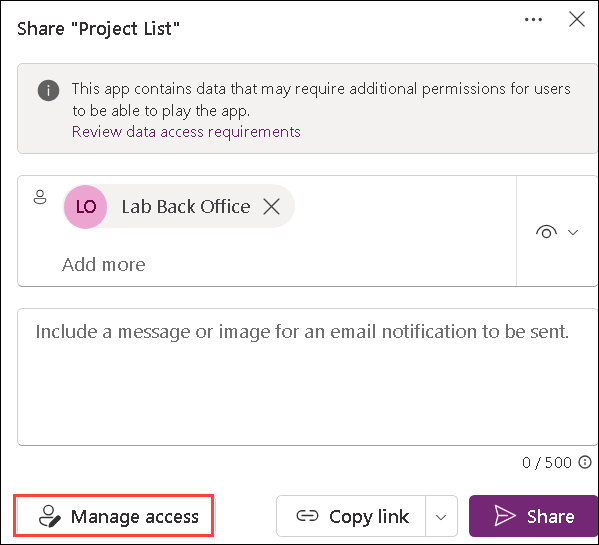 Share "Project List"
This app contains data that may require additional permissions for users
to be able to play the app.
Review data access requirements
LO Lab Back Office
Add more
Include a message or image for an email notification to be sent.
0 / 500
Manage access Copy link Share